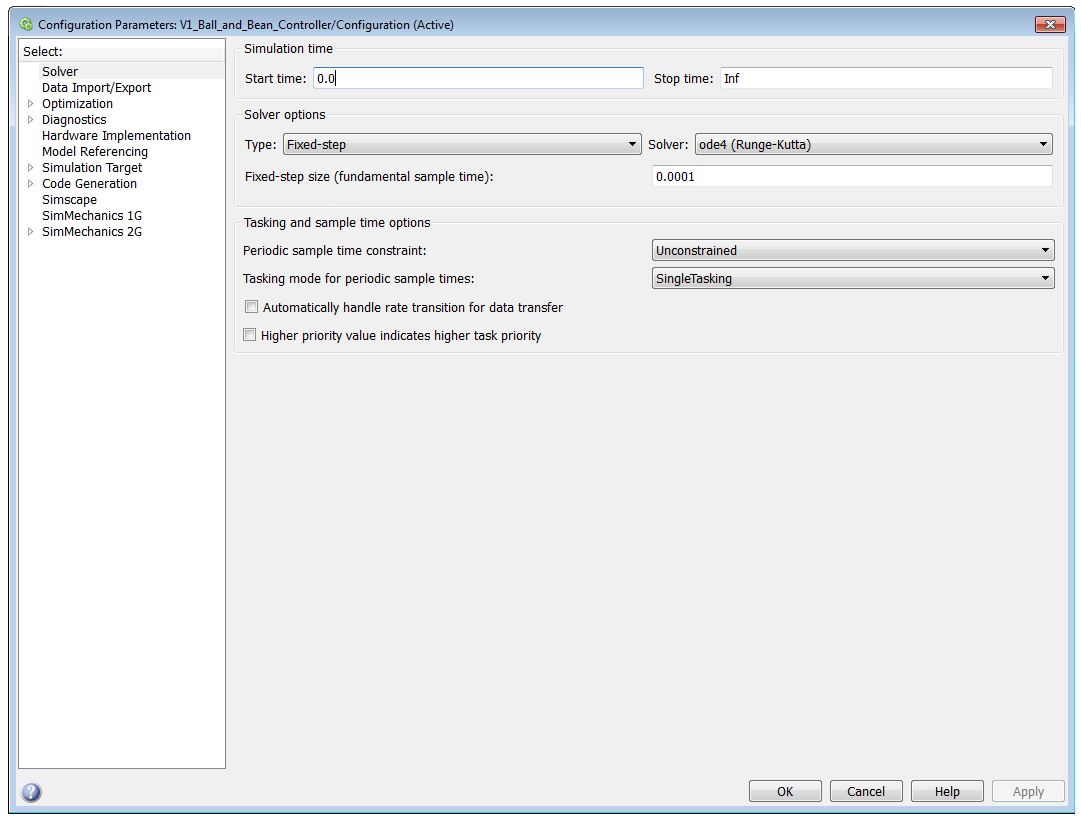 Configuration Parameters: V1_Ball_and_Bean_Controller/Configuration (Active)
Select:
Solver
Data Import/Export
Optimization
Diagnostics
Hardware Implementation
Model Referencing
Simulation Target
Code Generation
Simscape
SimMechanics 1G
SimMechanics 2G
Simulation time
Start time: 0.0 Stop time: Inf
Solver options
Type: Fixed-step Solver: ode4 (Runge-Kutta)
Fixed-step size (fundamental sample time): 0.0001
Tasking and sample time options
Periodic sample time constraint: Unconstrained
Tasking mode for periodic sample times: SingleTasking
Automatically handle rate transition for data transfer
Higher priority value indicates higher task priority
? OK Cancel Help Apply